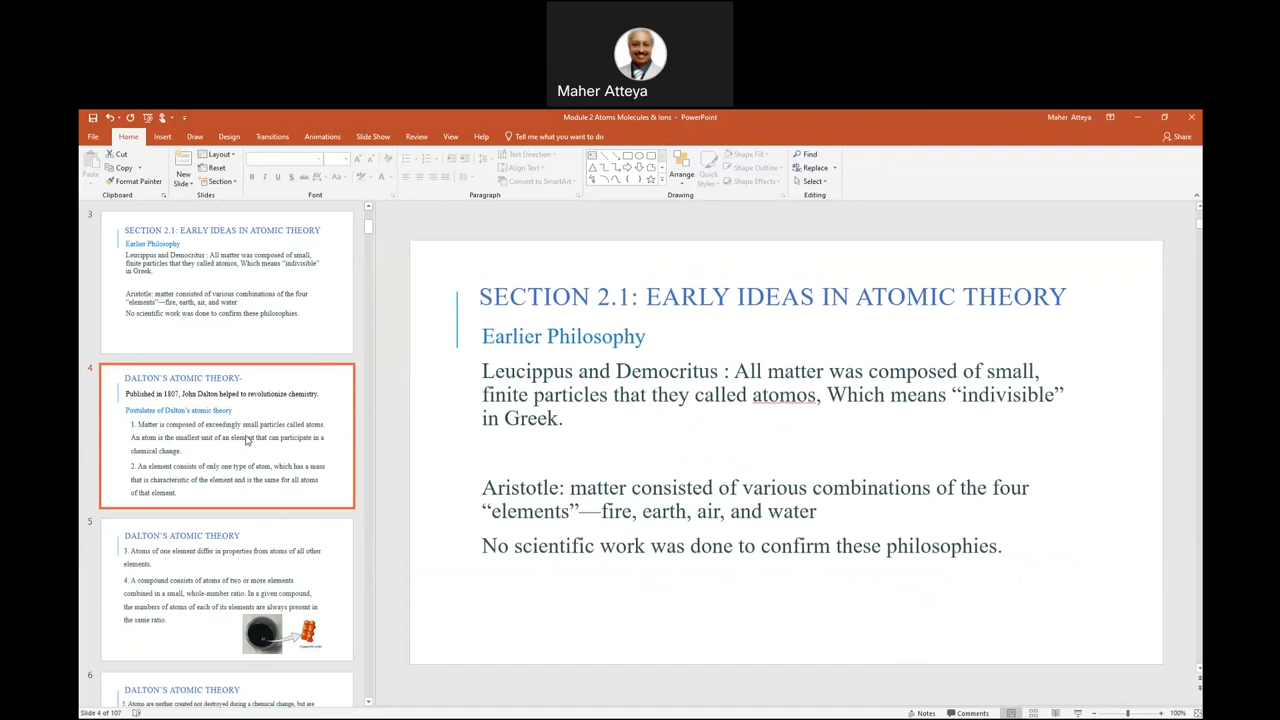 Maher Atteya
Module 2 Atoms Molecules & Ions - PowerPoint
Maher Atteya
File Home Insert Draw Design Transitions Animations Slide Show Review View Help Tell me what you want to do
Share
Paste
Cut
Copy
Format Painter
Clipboard
New
Slide
Layout
Reset
Section
Slides
Font
Text Direction
Align Text
Convert to SmartArt
Paragraph
Arrange
Quick
Styles
Shape Fill
Shape Outline
Shape Effects
Drawing
Find
Replace
Select
Editing
3
SECTION 2.1: EARLY IDEAS IN ATOMIC THEORY
Earlier Philosophy
Leucippus and Democritus : All matter was composed of small,
finite particles that they called atomos, Which means “indivisible”
in Greek.
Aristotle: matter consisted of various combinations of the four
“elements”—fire, earth, air, and water
No scientific work was done to confirm these philosophies.
4
DALTON'S ATOMIC THEORY-
Published in 1807, John Dalton helped to revolutionize chemistry.
Postulates of Dalton's atomic theory
1. Matter is composed of exceedingly small particles called atoms.
An atom is the smallest unit of an element that can participate in a
chemical change.
2. An element consists of only one type of atom, which has a mass
that is characteristic of the element and is the same for all atoms
of that element.
5
DALTON'S ATOMIC THEORY
3. Atoms of one element differ in properties from atoms of all other
elements.
4. A compound consists of atoms of two or more elements
combined in a small, whole-number ratio. In a given compound,
the numbers of atoms of each of its elements are always present in
the same ratio.
6
DALTON'S ATOMIC THEORY
5. Atoms are neither created nor destroyed during a chemical change, but are
SECTION 2.1: EARLY IDEAS IN ATOMIC THEORY
Earlier Philosophy
Leucippus and Democritus : All matter was composed of small,
finite particles that they called atomos, Which means “indivisible”
in Greek.
Aristotle: matter consisted of various combinations of the four
“elements”—fire, earth, air, and water
No scientific work was done to confirm these philosophies.
Slide 4 of 107
Notes
Comments
100%